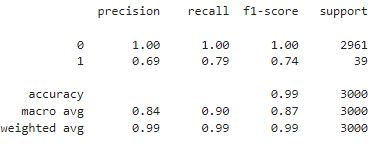 precision recall f1-score support
0 1.00 1.00 1.00 2961
1 0.69 0.79 0.74 39
accuracy 0.99 3000
macro avg 0.84 0.90 0.87 3000
weighted avg 0.99 0.99 0.99 3000